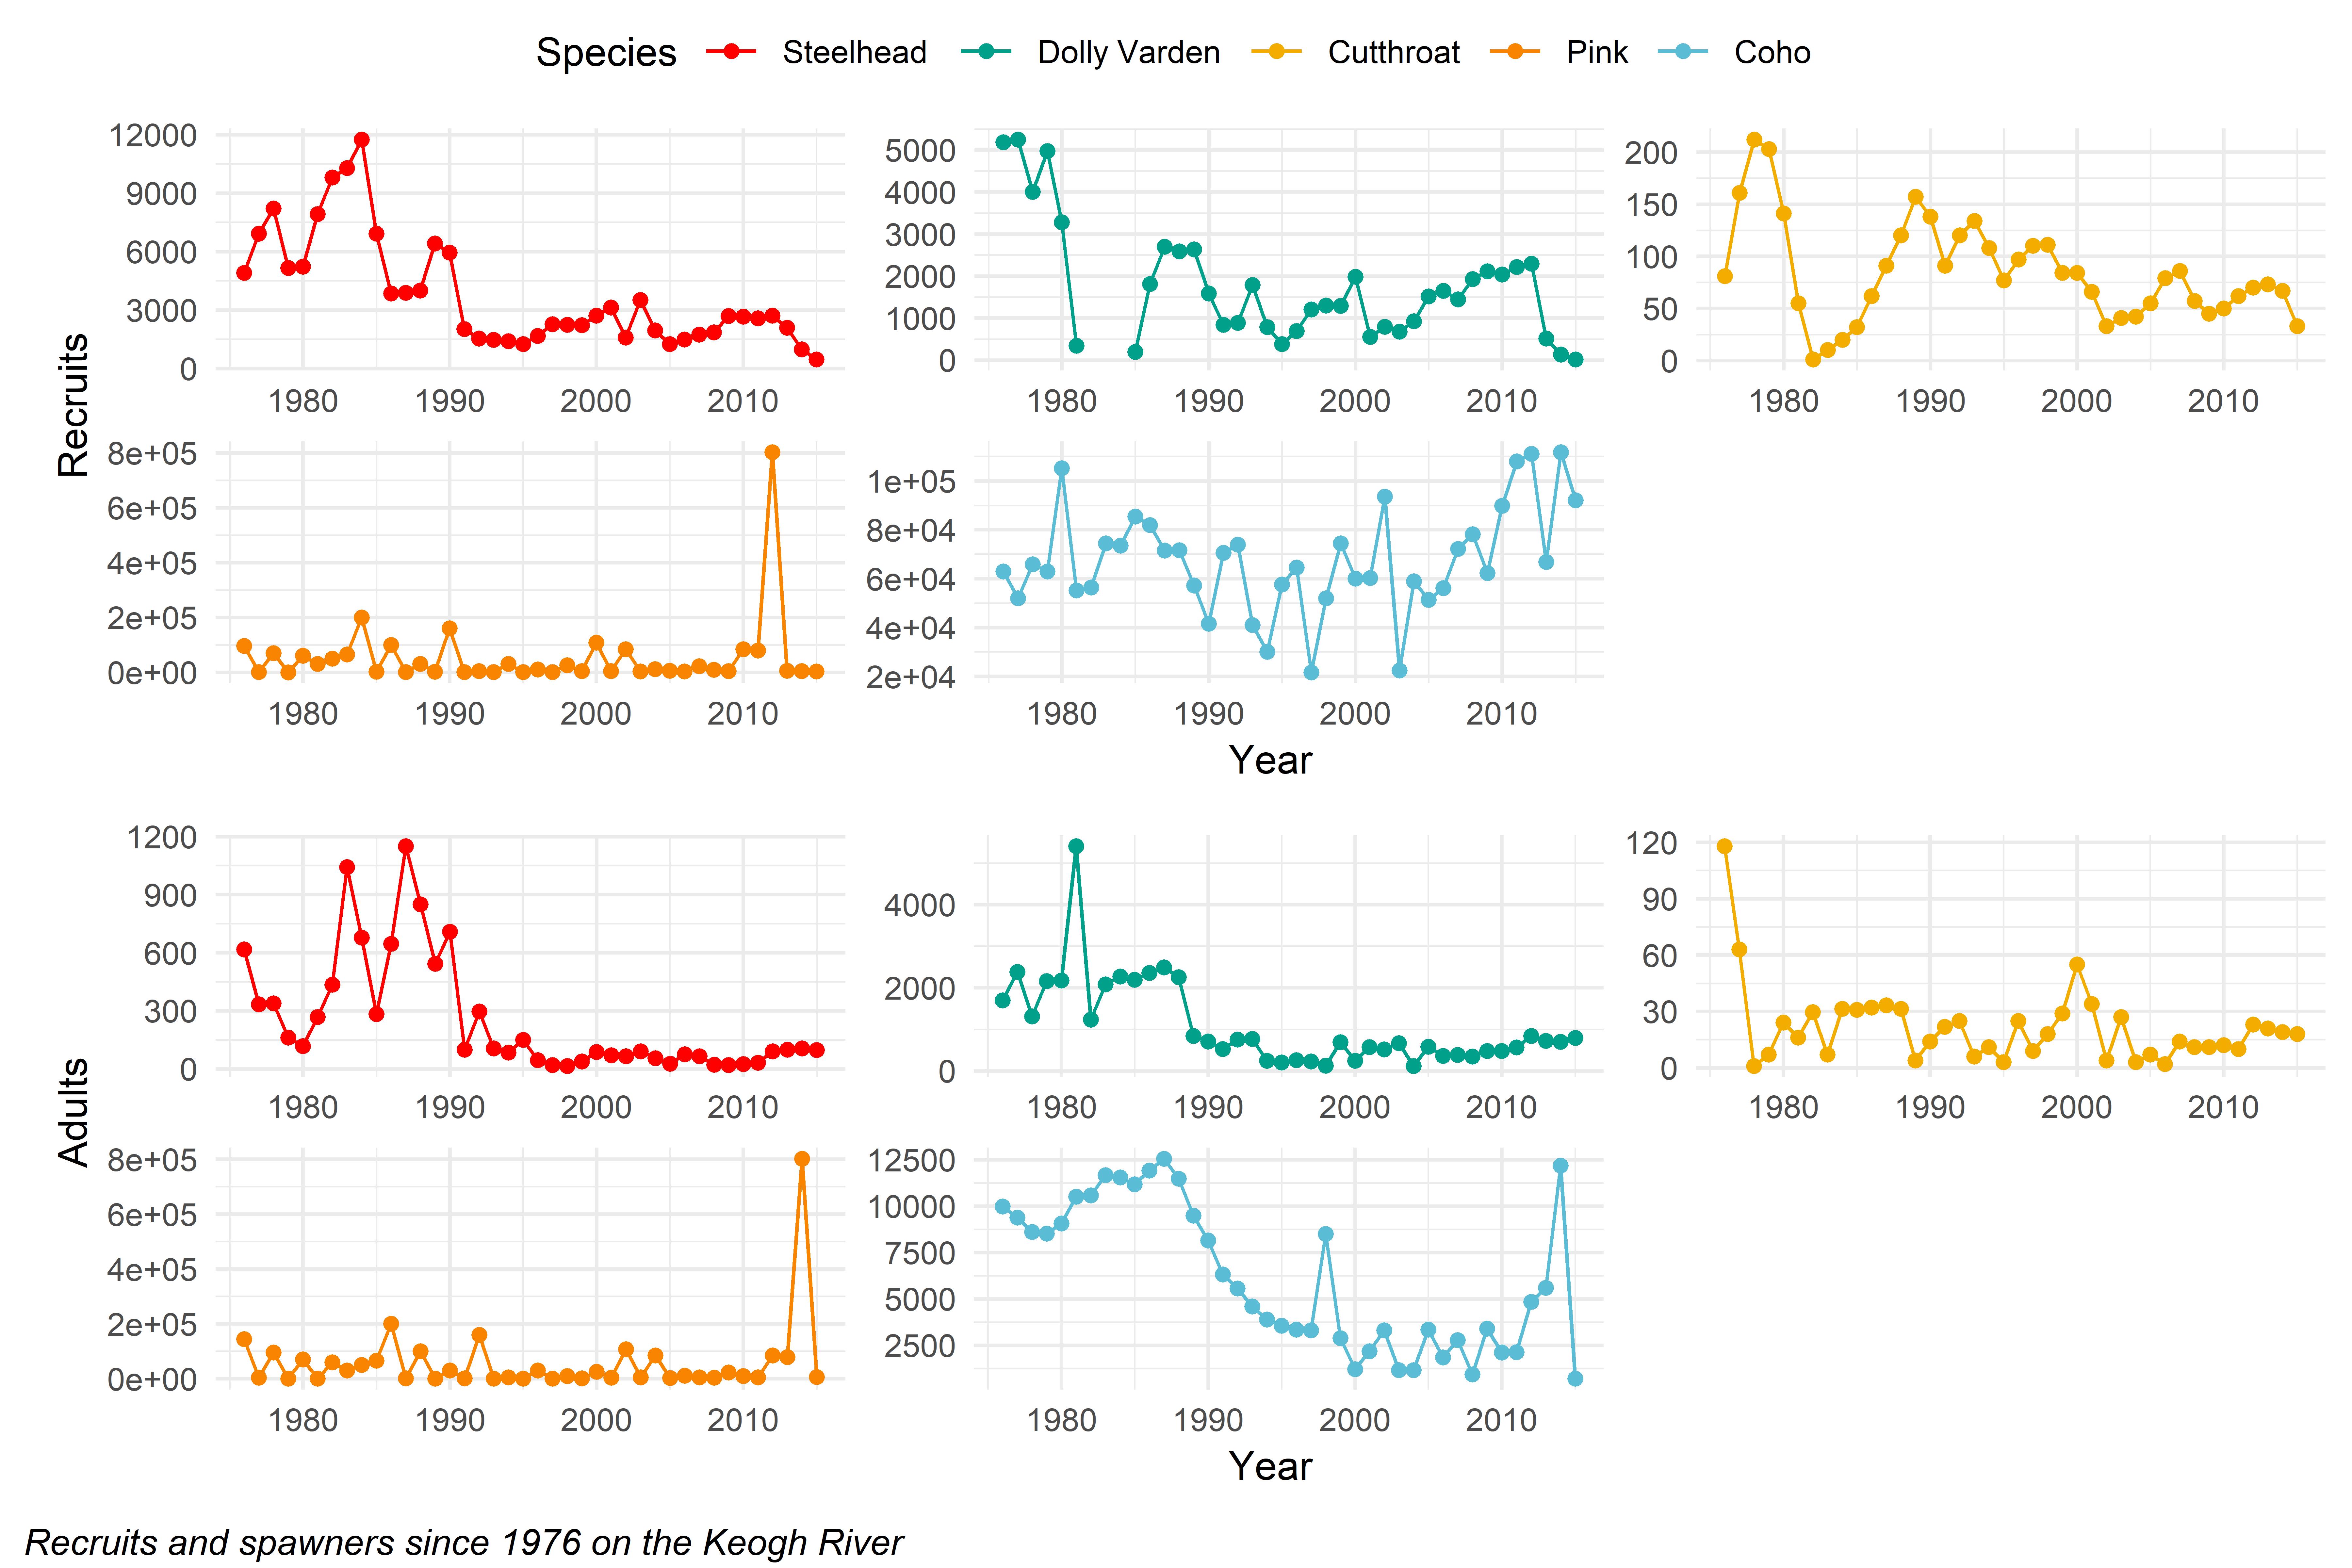 Species Steelhead Dolly Varden Cutthroat Pink Coho
Recruits
12000
9000
6000
3000
0
1980 1990 2000 2010
5000
4000
3000
2000
1000
0
1980 1990 2000 2010
200
150
100
50
0
1980 1990 2000 2010
8e+05
6e+05
4e+05
2e+05
0e+00
1980 1990 2000 2010
1e+05
8e+04
6e+04
4e+04
2e+04
1980 1990 2000 2010
Year
Adults
1200
900
600
300
0
1980 1990 2000 2010
4000
2000
0
1980 1990 2000 2010
120
90
60
30
0
1980 1990 2000 2010
8e+05
6e+05
4e+05
2e+05
0e+00
1980 1990 2000 2010
12500
10000
7500
5000
2500
1980 1990 2000 2010
Year
Recruits and spawners since 1976 on the Keogh River